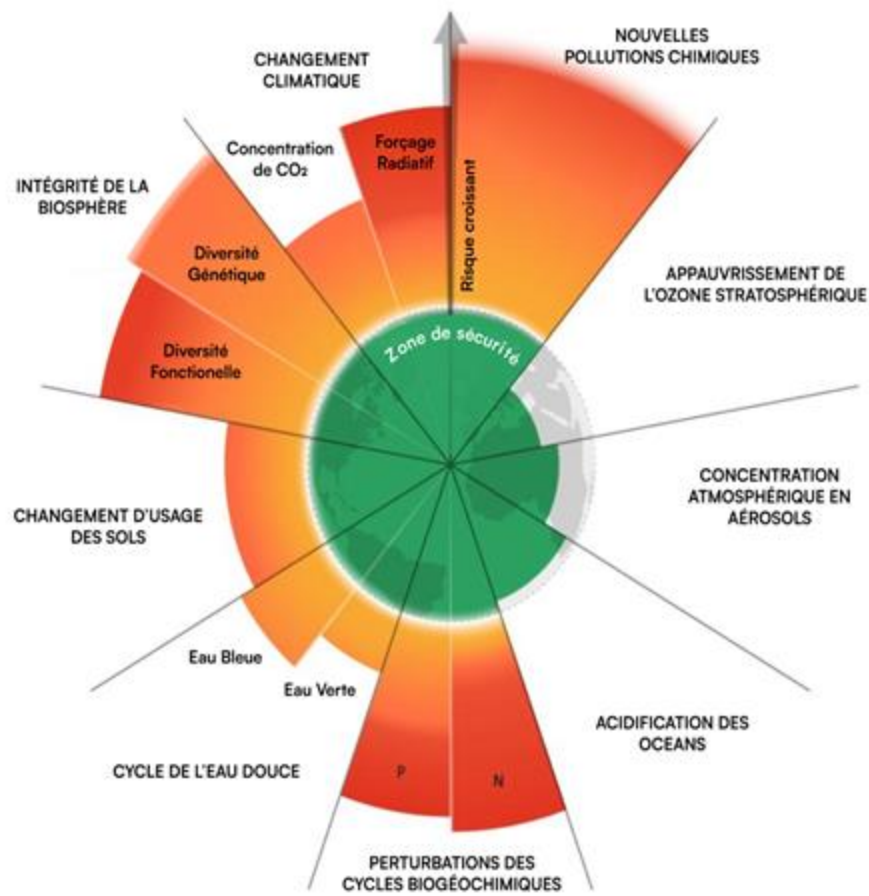 NOUVELLES
POLLUTIONS CHIMIQUES
CHANGEMENT
CLIMATIQUE
Concentration
de CO₂
Forçage
Radiatif
Risque croissant
INTÉGRITÉ DE LA
BIOSPHÈRE
Diversité
Génétique
Diversité
Fonctionelle
APPAUVRISSEMENT DE
L'OZONE STRATOSPHÉRIQUE
Zone de sécurité
CONCENTRATION
ATMOSPHÉRIQUE EN
AÉROSOLS
CHANGEMENT D'USAGE
DES SOLS
Eau Bleue
Eau Verte
ACIDIFICATION DES
OCEANS
CYCLE DE L'EAU DOUCE
P
N
PERTURBATIONS DES
CYCLES BIOGÉOCHIMIQUES